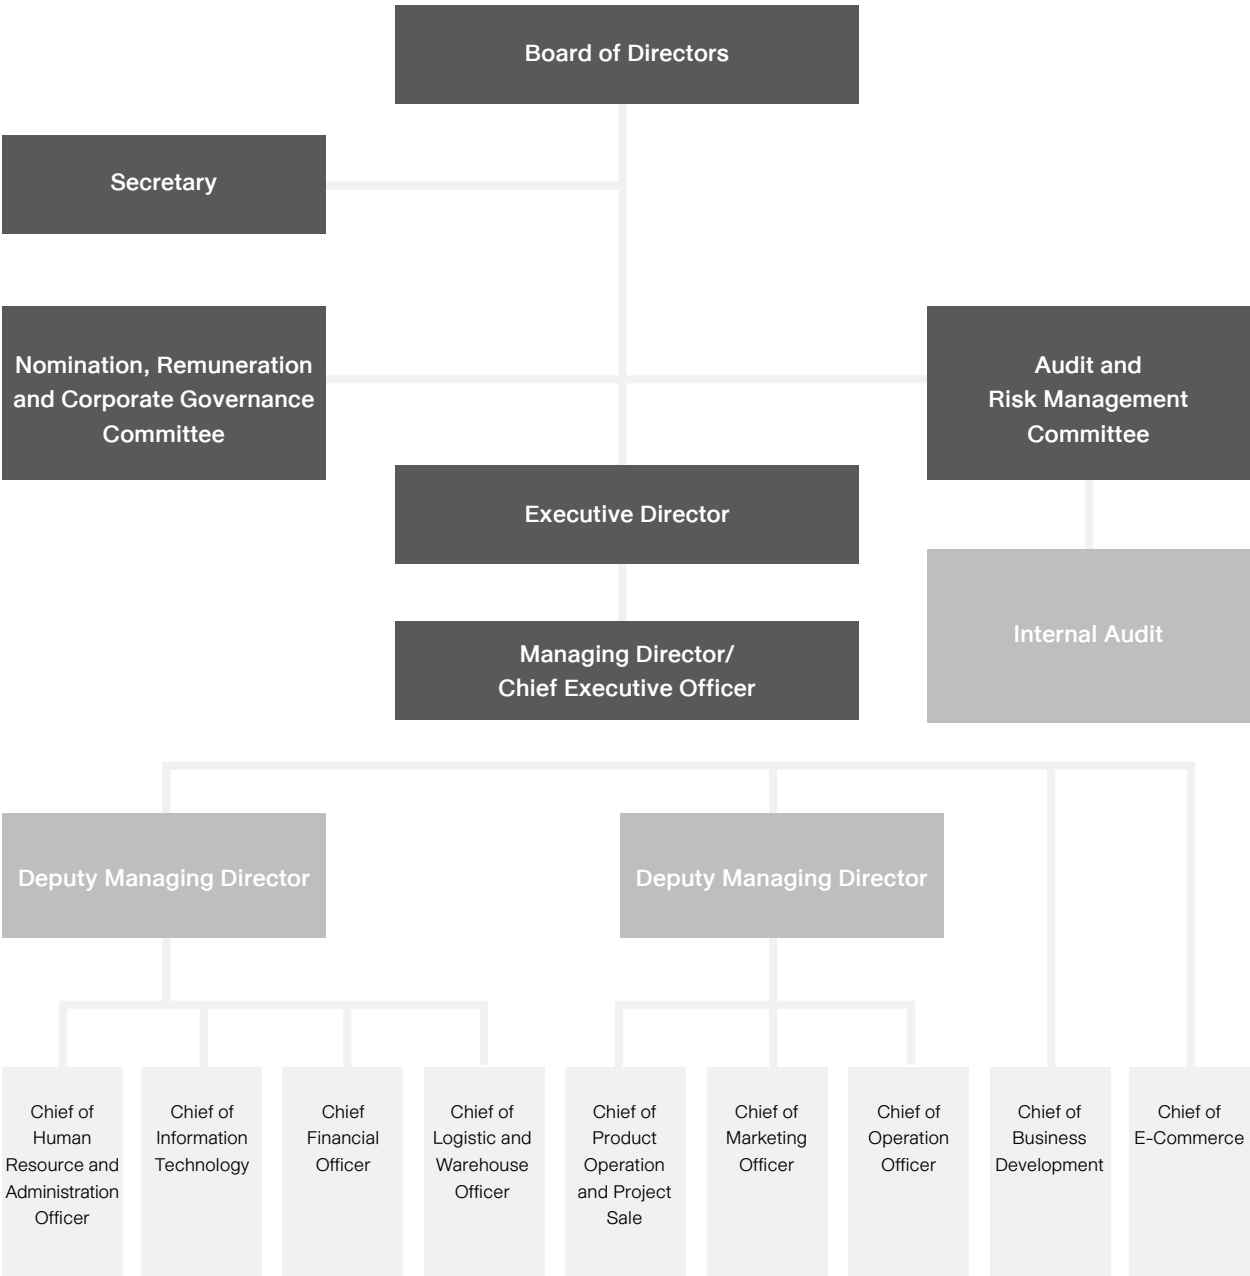 Board of Directors
Secretary
Nomination, Remuneration
and Corporate Governance
Committee
Audit and
Risk Management
Committee
Executive Director
Internal Audit
Managing Director/
Chief Executive Officer
Deputy Managing Director
Deputy Managing Director
Chief of
Human
Resource and
Administration
Officer
Chief of
Information
Technology
Chief
Financial
Officer
Chief of
Logistic and
Warehouse
Officer
Chief of
Product
Operation
and Project
Sale
Chief of
Marketing
Officer
Chief of
Operation
Officer
Chief of
Business
Development
Chief of
E-Commerce